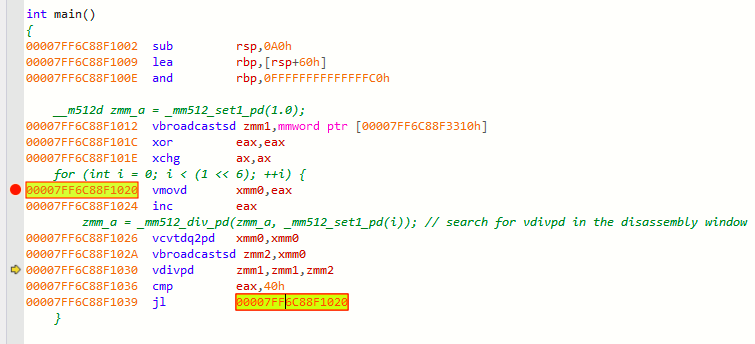 int main()
{
00007FF6C88F1002 sub rsp,0A0h
00007FF6C88F1009 lea rbp,[rsp+60h]
00007FF6C88F100E and rbp,0FFFFFFFFFFFFFFC0h
__m512d zmm_a = _mm512_set1_pd(1.0);
00007FF6C88F1012 vbroadcastsd zmm1,mmword ptr [00007FF6C88F3310h]
00007FF6C88F101C xor eax,eax
00007FF6C88F101E xchg ax,ax
for (int i = 0; i < (1 << 6); ++i) {
00007FF6C88F1020 vmovd xmm0,eax
00007FF6C88F1024 inc eax
zmm_a = _mm512_div_pd(zmm_a, _mm512_set1_pd(i)); // search for vdivpd in the disassembly window
00007FF6C88F1026 vcvtdq2pd xmm0,xmm0
00007FF6C88F102A vbroadcastsd zmm2,xmm0
00007FF6C88F1030 vdivpd zmm1,zmm1,zmm2
00007FF6C88F1036 cmp eax,40h
00007FF6C88F1039 jl 00007FF6C88F1020
}